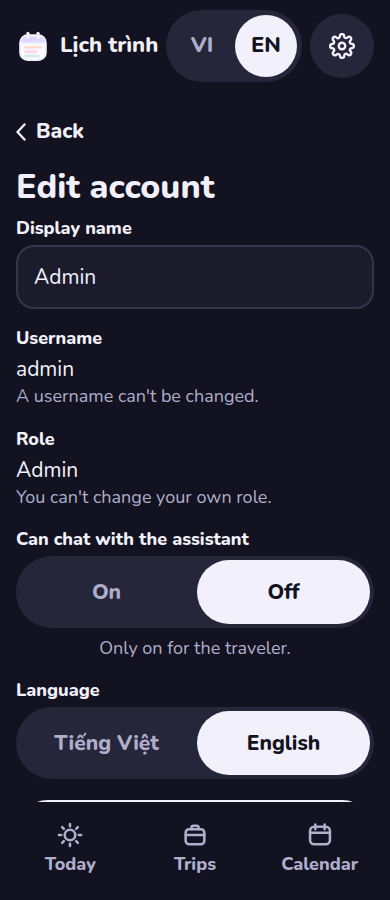 Lịch trình
VI
EN
Back
Edit account
Display name
Admin
Username
admin
A username can't be changed.
Role
Admin
You can't change your own role.
Can chat with the assistant
On
Off
Only on for the traveler.
Language
Tiếng Việt
English
Today
Trips
Calendar